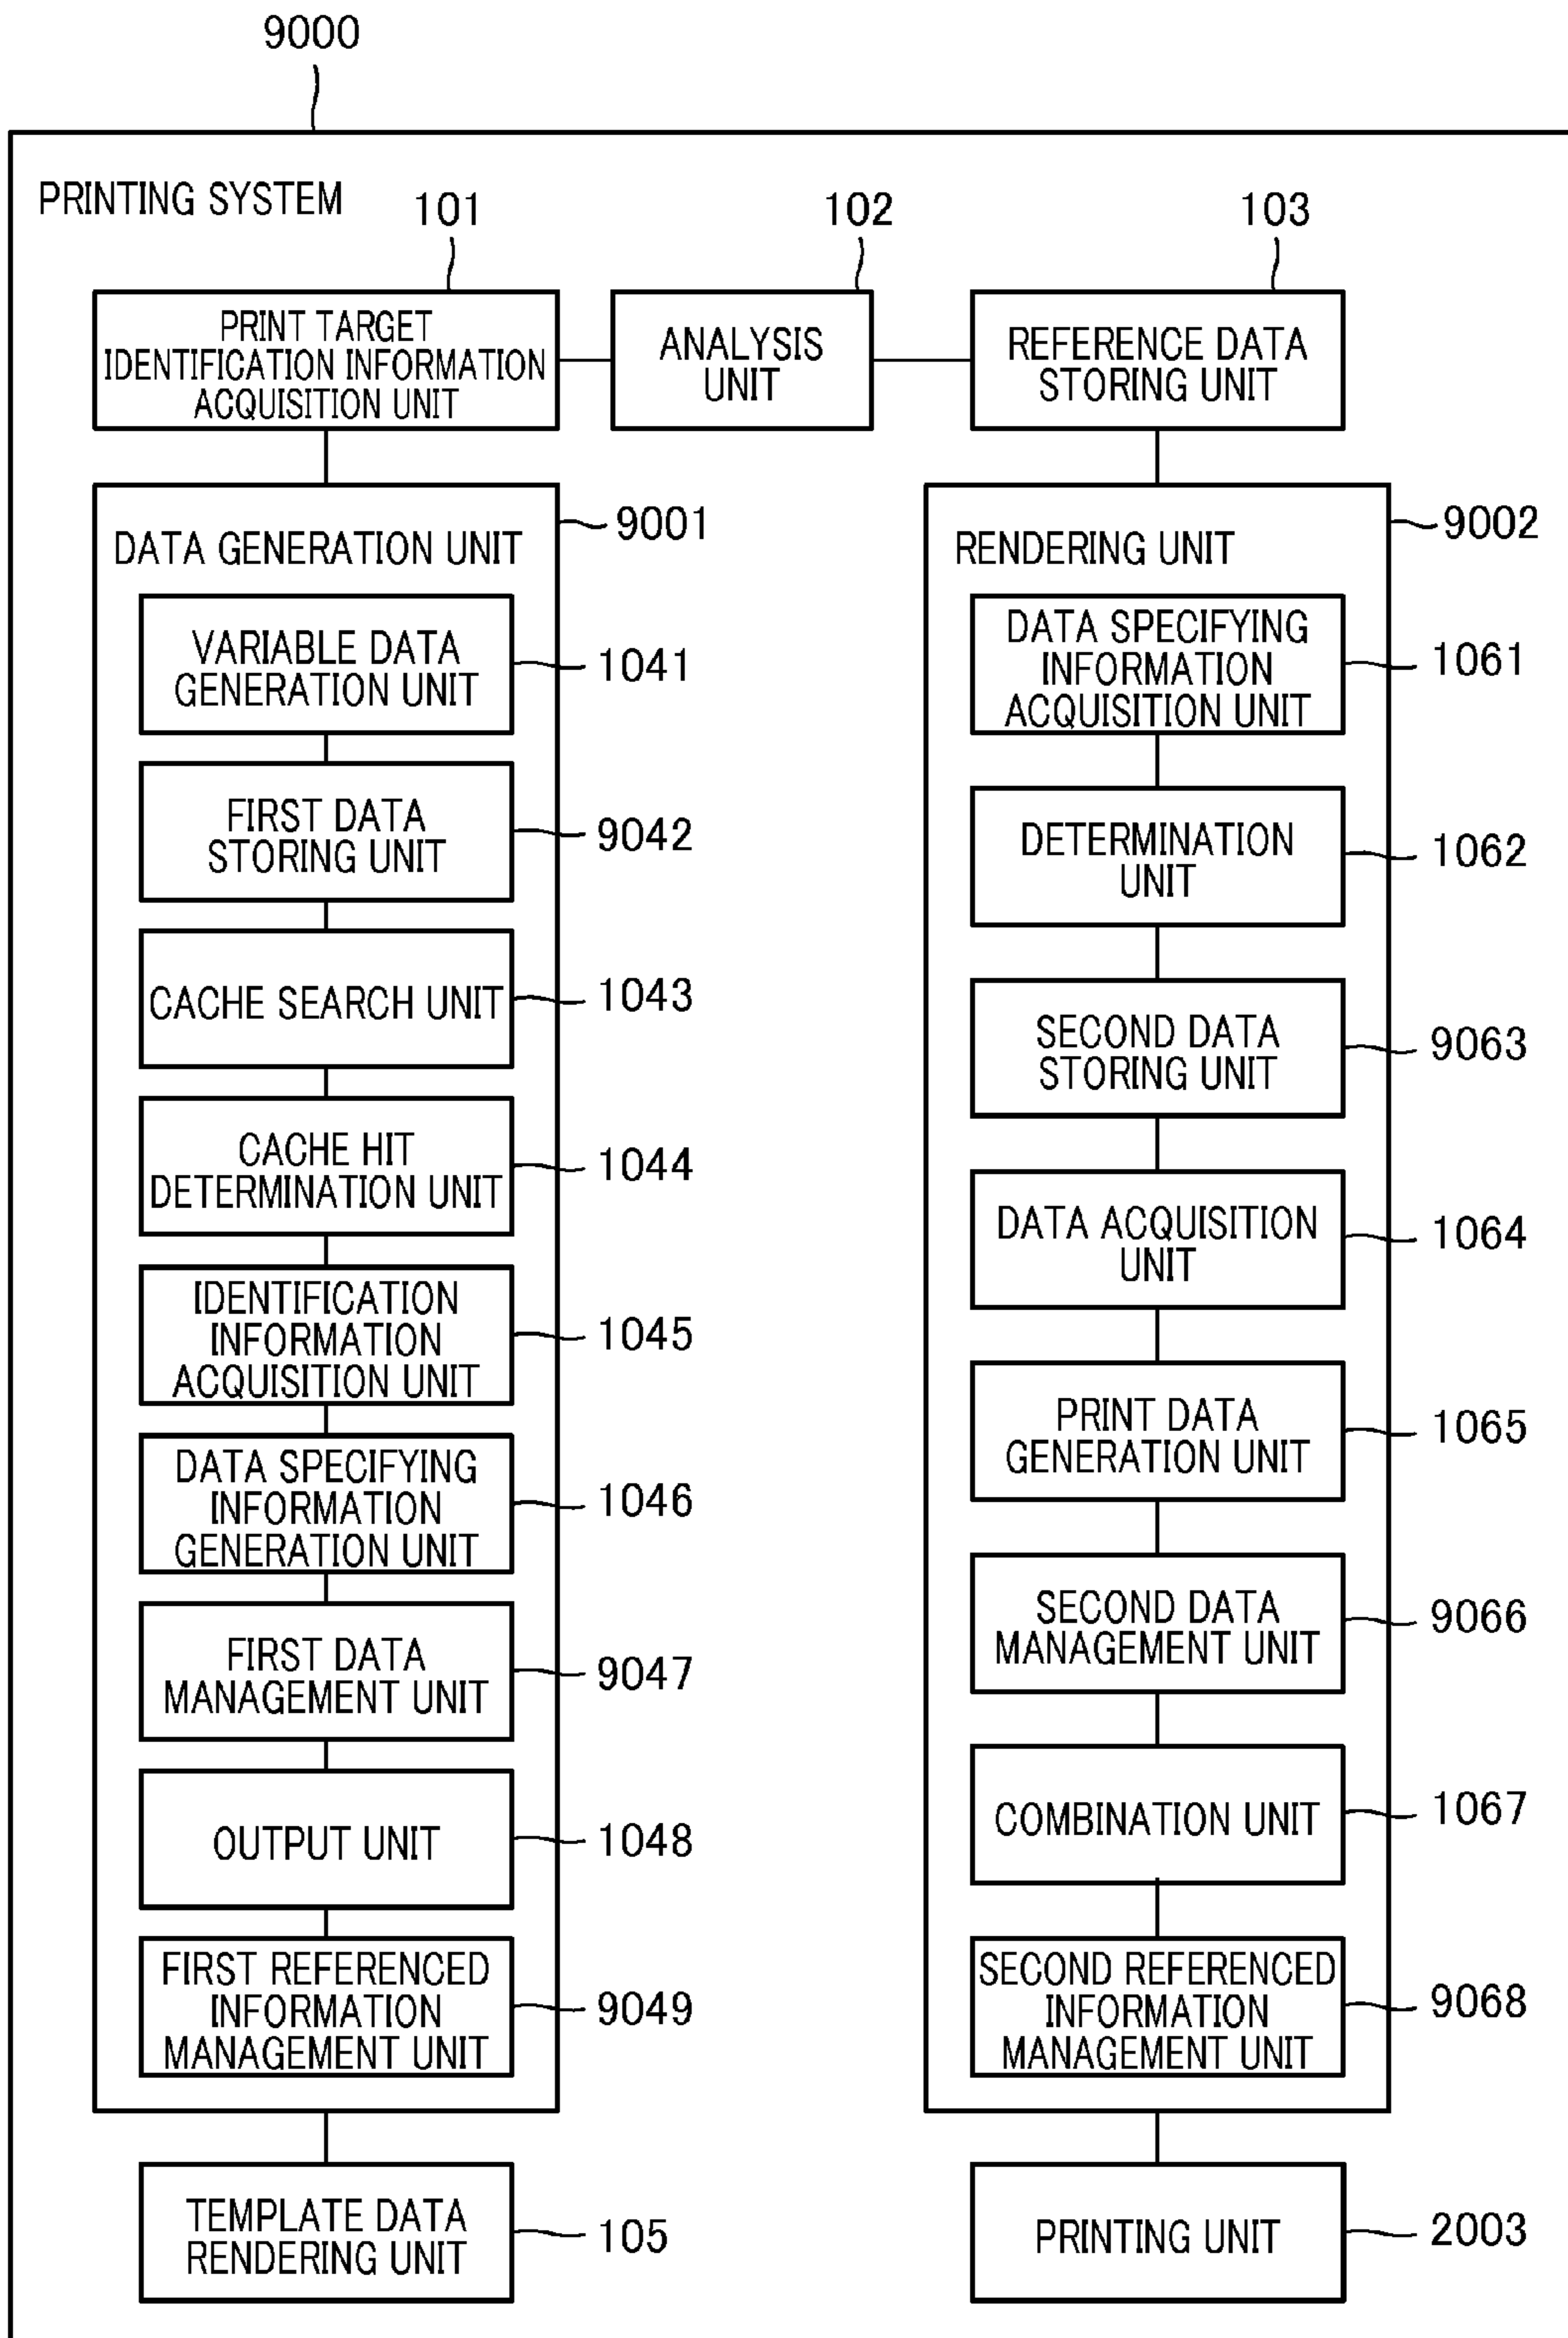 9000
PRINTING SYSTEM
101
102
103
PRINT TARGET
IDENTIFICATION INFORMATION
ACQUISITION UNIT
ANALYSIS
UNIT
REFERENCE DATA
STORING UNIT
9001
DATA GENERATION UNIT
VARIABLE DATA
GENERATION UNIT
1041
FIRST DATA
STORING UNIT
9042
CACHE SEARCH UNIT
1043
CACHE HIT
DETERMINATION UNIT
1044
IDENTIFICATION
INFORMATION
ACQUISITION UNIT
1045
DATA SPECIFYING
INFORMATION
GENERATION UNIT
1046
FIRST DATA
MANAGEMENT UNIT
9047
OUTPUT UNIT
1048
FIRST REFERENCED
INFORMATION
MANAGEMENT UNIT
9049
TEMPLATE DATA
RENDERING UNIT
105
9002
RENDERING UNIT
DATA SPECIFYING
INFORMATION
ACQUISITION UNIT
1061
DETERMINATION
UNIT
1062
SECOND DATA
STORING UNIT
9063
DATA ACQUISITION
UNIT
1064
PRINT DATA
GENERATION UNIT
1065
SECOND DATA
MANAGEMENT UNIT
9066
COMBINATION UNIT
1067
SECOND REFERENCED
INFORMATION
MANAGEMENT UNIT
9068
PRINTING UNIT
2003